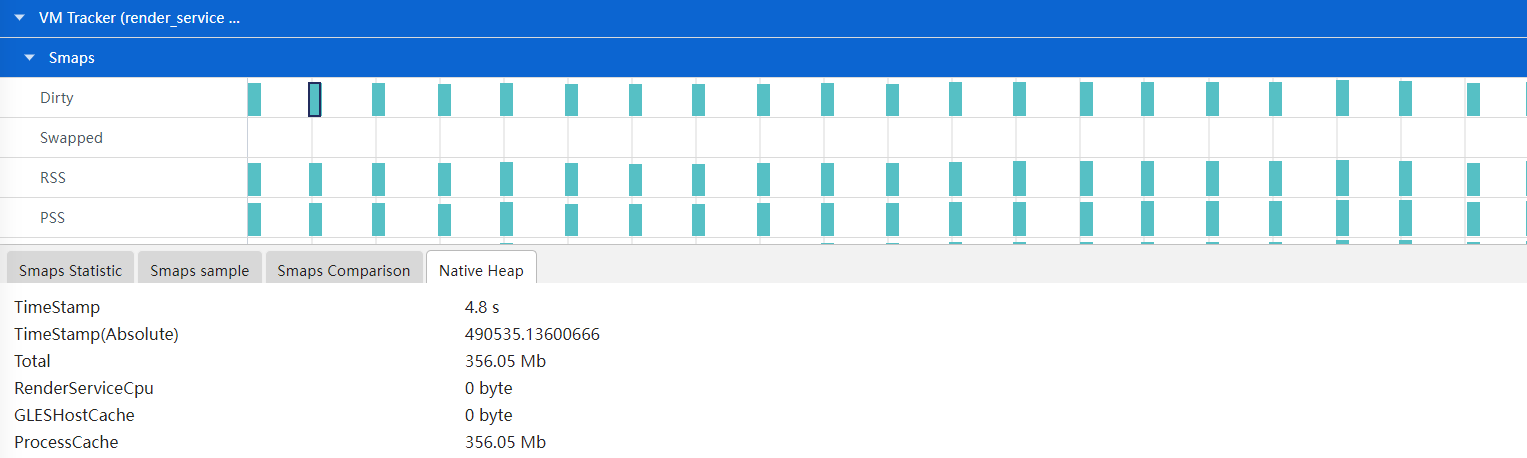 VM Tracker (render_service ...
Smaps
Dirty
Swapped
RSS
PSS
Smaps Statistic Smaps sample Smaps Comparison Native Heap
TimeStamp 4.8 s
TimeStamp(Absolute) 490535.13600666
Total 356.05 Mb
RenderServiceCpu 0 byte
GLESHostCache 0 byte
ProcessCache 356.05 Mb